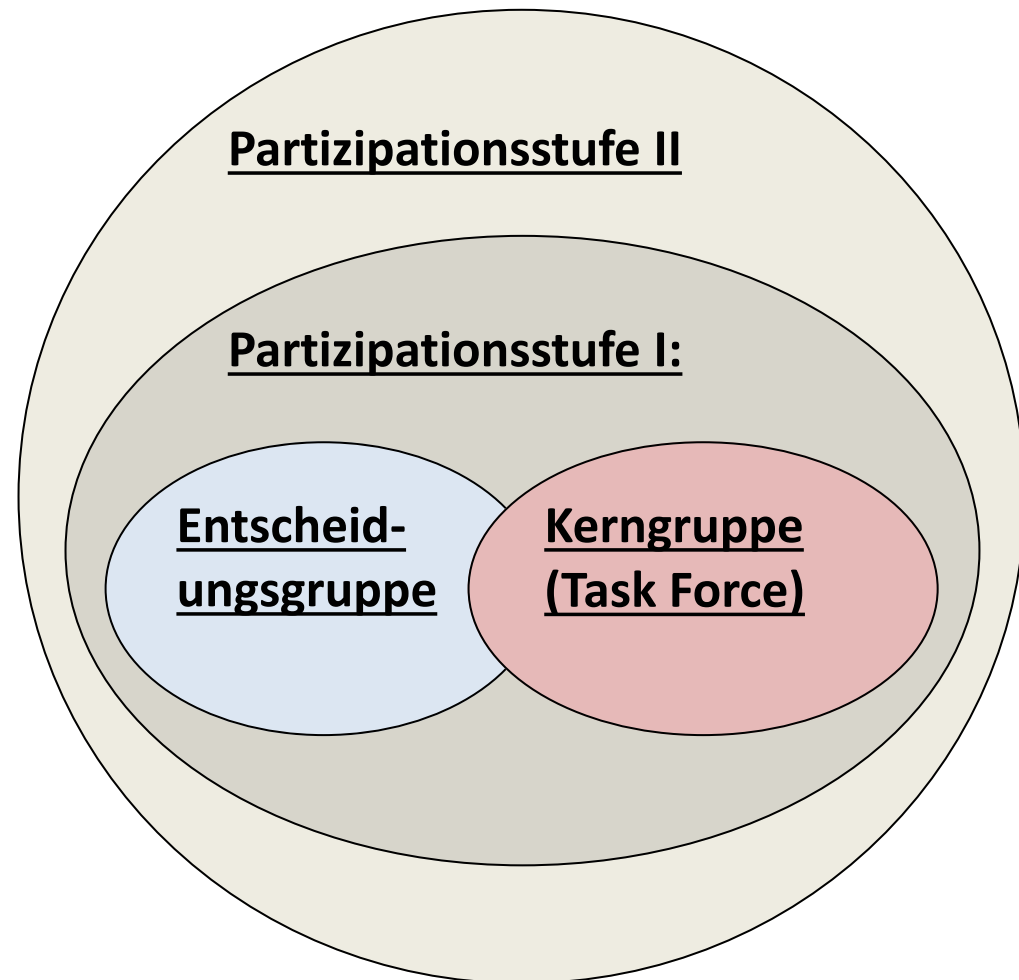 Partizipationsstufe II
Partizipationsstufe I:
Entscheid-
ungsgruppe
Kerngruppe
(Task Force)